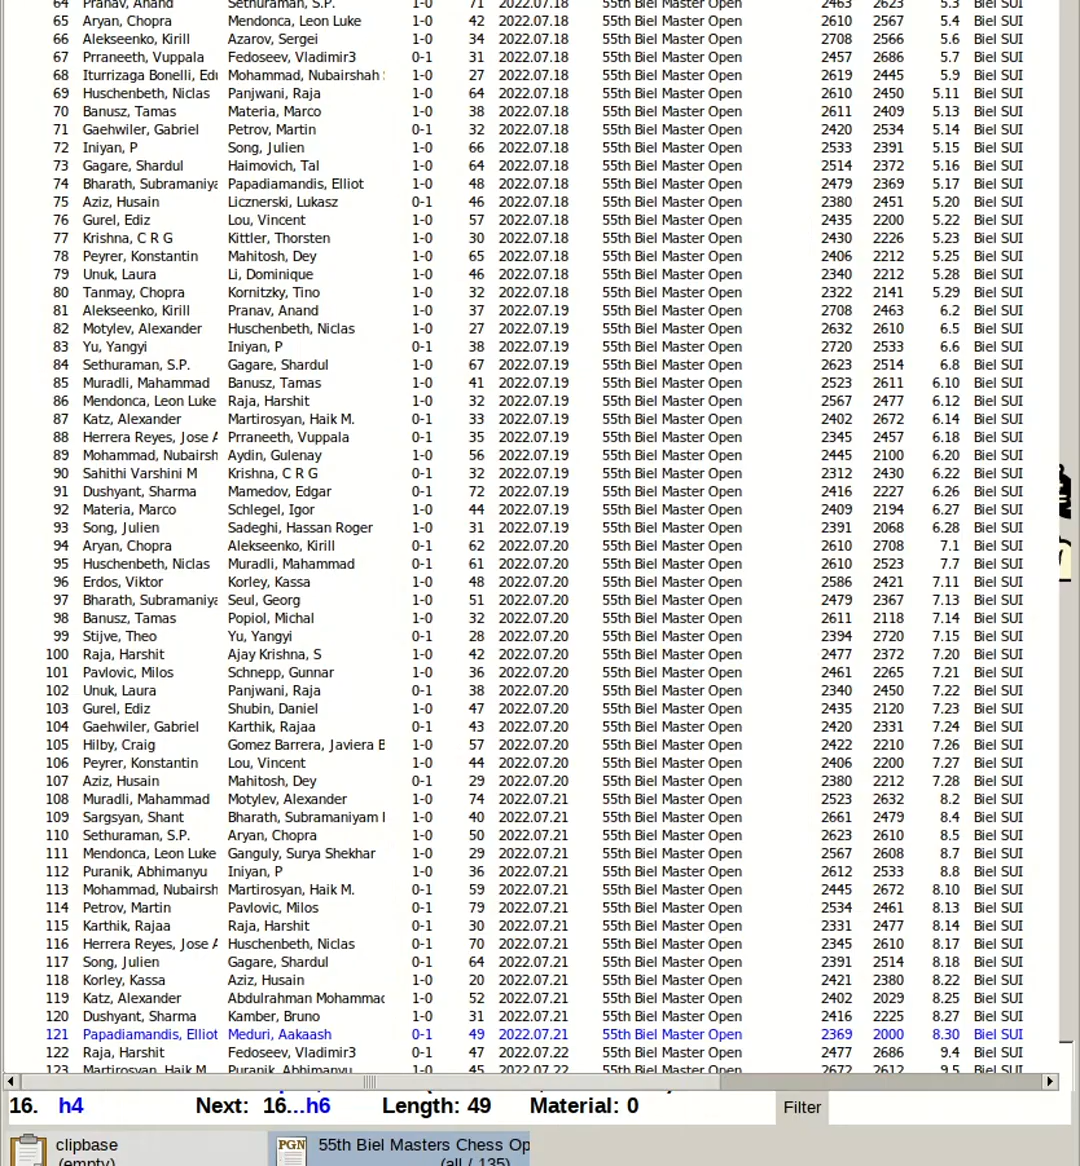 64 Pranav, Anand Sethuraman, S.P. 1-0 71 2022.07.18 55th Biel Master Open 2463 2623 5.3 Biel SUI
65 Aryan, Chopra Mendonca, Leon Luke 1-0 42 2022.07.18 55th Biel Master Open 2610 2567 5.4 Biel SUI
66 Alekseenko, Kirill Azarov, Sergei 1-0 34 2022.07.18 55th Biel Master Open 2708 2566 5.6 Biel SUI
67 Prraneeth, Vuppala Fedoseev, Vladimir3 0-1 31 2022.07.18 55th Biel Master Open 2457 2686 5.7 Biel SUI
68 Iturrizaga Bonelli, Edu Mohammad, Nubairshah 1-0 27 2022.07.18 55th Biel Master Open 2619 2445 5.9 Biel SUI
69 Huschenbeth, Niclas Panjwani, Raja 1-0 64 2022.07.18 55th Biel Master Open 2610 2450 5.11 Biel SUI
70 Banusz, Tamas Materia, Marco 1-0 38 2022.07.18 55th Biel Master Open 2611 2409 5.13 Biel SUI
71 Gaehwiler, Gabriel Petrov, Martin 0-1 32 2022.07.18 55th Biel Master Open 2420 2534 5.14 Biel SUI
72 Iniyan, P Song, Julien 1-0 66 2022.07.18 55th Biel Master Open 2533 2391 5.15 Biel SUI
73 Gagare, Shardul Haimovich, Tal 1-0 64 2022.07.18 55th Biel Master Open 2514 2372 5.16 Biel SUI
74 Bharath, Subramaniya Papadiamandis, Elliot 1-0 48 2022.07.18 55th Biel Master Open 2479 2369 5.17 Biel SUI
75 Aziz, Husain Licznerski, Lukasz 0-1 46 2022.07.18 55th Biel Master Open 2380 2451 5.20 Biel SUI
76 Gurel, Ediz Lou, Vincent 1-0 57 2022.07.18 55th Biel Master Open 2435 2200 5.22 Biel SUI
77 Krishna, C R G Kittler, Thorsten 1-0 30 2022.07.18 55th Biel Master Open 2430 2226 5.23 Biel SUI
78 Peyrer, Konstantin Mahitosh, Dey 1-0 65 2022.07.18 55th Biel Master Open 2406 2212 5.25 Biel SUI
79 Unuk, Laura Li, Dominique 1-0 46 2022.07.18 55th Biel Master Open 2340 2212 5.28 Biel SUI
80 Tanmay, Chopra Kornitzky, Tino 1-0 32 2022.07.18 55th Biel Master Open 2322 2141 5.29 Biel SUI
81 Alekseenko, Kirill Pranav, Anand 1-0 37 2022.07.19 55th Biel Master Open 2708 2463 6.2 Biel SUI
82 Motylev, Alexander Huschenbeth, Niclas 1-0 27 2022.07.19 55th Biel Master Open 2632 2610 6.5 Biel SUI
83 Yu, Yangyi Iniyan, P 0-1 38 2022.07.19 55th Biel Master Open 2720 2533 6.6 Biel SUI
84 Sethuraman, S.P. Gagare, Shardul 1-0 67 2022.07.19 55th Biel Master Open 2623 2514 6.8 Biel SUI
85 Muradli, Mahammad Banusz, Tamas 1-0 41 2022.07.19 55th Biel Master Open 2523 2611 6.10 Biel SUI
86 Mendonca, Leon Luke Raja, Harshit 1-0 32 2022.07.19 55th Biel Master Open 2567 2477 6.12 Biel SUI
87 Katz, Alexander Martirosyan, Haik M. 0-1 33 2022.07.19 55th Biel Master Open 2402 2672 6.14 Biel SUI
88 Herrera Reyes, Jose A Prraneeth, Vuppala 0-1 35 2022.07.19 55th Biel Master Open 2345 2457 6.18 Biel SUI
89 Mohammad, Nubairsh Aydin, Gulenay 1-0 56 2022.07.19 55th Biel Master Open 2445 2100 6.20 Biel SUI
90 Sahithi Varshini M Krishna, C R G 0-1 32 2022.07.19 55th Biel Master Open 2312 2430 6.22 Biel SUI
91 Dushyant, Sharma Mamedov, Edgar 0-1 72 2022.07.19 55th Biel Master Open 2416 2227 6.26 Biel SUI
92 Materia, Marco Schlegel, Igor 1-0 44 2022.07.19 55th Biel Master Open 2409 2194 6.27 Biel SUI
93 Song, Julien Sadeghi, Hassan Roger 1-0 31 2022.07.19 55th Biel Master Open 2391 2068 6.28 Biel SUI
94 Aryan, Chopra Alekseenko, Kirill 0-1 62 2022.07.20 55th Biel Master Open 2610 2708 7.1 Biel SUI
95 Huschenbeth, Niclas Muradli, Mahammad 0-1 61 2022.07.20 55th Biel Master Open 2610 2523 7.7 Biel SUI
96 Erdos, Viktor Korley, Kassa 1-0 48 2022.07.20 55th Biel Master Open 2586 2421 7.11 Biel SUI
97 Bharath, Subramaniya Seul, Georg 1-0 51 2022.07.20 55th Biel Master Open 2479 2367 7.13 Biel SUI
98 Banusz, Tamas Popiol, Michal 1-0 32 2022.07.20 55th Biel Master Open 2611 2118 7.14 Biel SUI
99 Stijve, Theo Yu, Yangyi 0-1 28 2022.07.20 55th Biel Master Open 2394 2720 7.15 Biel SUI
100 Raja, Harshit Ajay Krishna, S 1-0 42 2022.07.20 55th Biel Master Open 2477 2372 7.20 Biel SUI
101 Pavlovic, Milos Schnepp, Gunnar 1-0 36 2022.07.20 55th Biel Master Open 2461 2265 7.21 Biel SUI
102 Unuk, Laura Panjwani, Raja 0-1 38 2022.07.20 55th Biel Master Open 2340 2450 7.22 Biel SUI
103 Gurel, Ediz Shubin, Daniel 1-0 47 2022.07.20 55th Biel Master Open 2435 2120 7.23 Biel SUI
104 Gaehwiler, Gabriel Karthik, Rajaa 0-1 43 2022.07.20 55th Biel Master Open 2420 2331 7.24 Biel SUI
105 Hilby, Craig Gomez Barrera, Javiera B 1-0 57 2022.07.20 55th Biel Master Open 2422 2210 7.26 Biel SUI
106 Peyrer, Konstantin Lou, Vincent 1-0 44 2022.07.20 55th Biel Master Open 2406 2200 7.27 Biel SUI
107 Aziz, Husain Mahitosh, Dey 0-1 29 2022.07.20 55th Biel Master Open 2380 2212 7.28 Biel SUI
108 Muradli, Mahammad Motylev, Alexander 1-0 74 2022.07.21 55th Biel Master Open 2523 2632 8.2 Biel SUI
109 Sargsyan, Shant Bharath, Subramaniyam 1-0 40 2022.07.21 55th Biel Master Open 2661 2479 8.4 Biel SUI
110 Sethuraman, S.P. Aryan, Chopra 1-0 50 2022.07.21 55th Biel Master Open 2623 2610 8.5 Biel SUI
111 Mendonca, Leon Luke Ganguly, Surya Shekhar 1-0 29 2022.07.21 55th Biel Master Open 2567 2608 8.7 Biel SUI
112 Puranik, Abhimanyu Iniyan, P 1-0 36 2022.07.21 55th Biel Master Open 2612 2533 8.8 Biel SUI
113 Mohammad, Nubairsh Martirosyan, Haik M. 0-1 59 2022.07.21 55th Biel Master Open 2445 2672 8.10 Biel SUI
114 Petrov, Martin Pavlovic, Milos 0-1 79 2022.07.21 55th Biel Master Open 2534 2461 8.13 Biel SUI
115 Karthik, Rajaa Raja, Harshit 0-1 30 2022.07.21 55th Biel Master Open 2331 2477 8.14 Biel SUI
116 Herrera Reyes, Jose A Huschenbeth, Niclas 0-1 70 2022.07.21 55th Biel Master Open 2345 2610 8.17 Biel SUI
117 Song, Julien Gagare, Shardul 0-1 64 2022.07.21 55th Biel Master Open 2391 2514 8.18 Biel SUI
118 Korley, Kassa Aziz, Husain 1-0 20 2022.07.21 55th Biel Master Open 2421 2380 8.22 Biel SUI
119 Katz, Alexander Abdulrahman Mohammad 1-0 52 2022.07.21 55th Biel Master Open 2402 2029 8.25 Biel SUI
120 Dushyant, Sharma Kamber, Bruno 1-0 31 2022.07.21 55th Biel Master Open 2416 2225 8.27 Biel SUI
121 Papadiamandis, Elliot Meduri, Aakaash 0-1 49 2022.07.21 55th Biel Master Open 2369 2000 8.30 Biel SUI
122 Raja, Harshit Fedoseev, Vladimir3 0-1 47 2022.07.22 55th Biel Master Open 2477 2686 9.4 Biel SUI
123 Martirosyan, Haik M. Puranik, Abhimanyu 1-0 45 2022.07.22 55th Biel Master Open 2672 2612 9.5 Biel SUI
16. h4 Next: 16...h6 Length: 49 Material: 0 Filter
clipbase 55th Biel Masters Chess Op
(empty) PGN (all / 135)